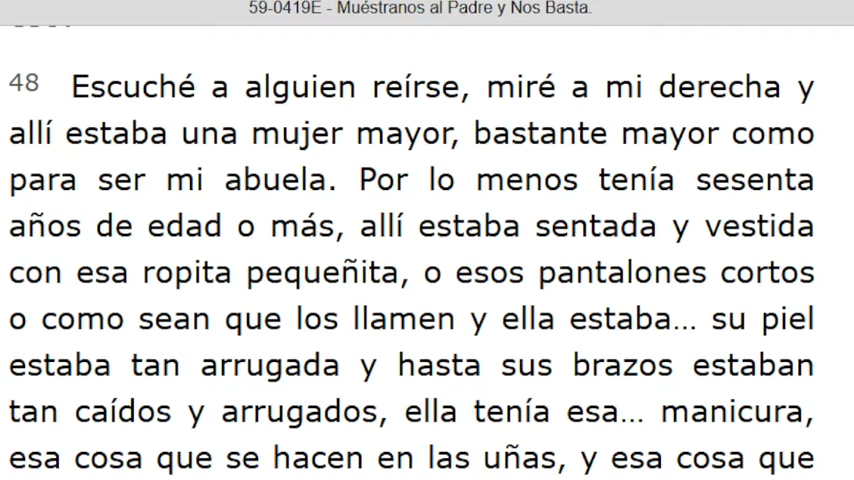 59-0419E - Muéstranos al Padre y Nos Basta.
48 Escuché a alguien reírse, miré a mi derecha y
allí estaba una mujer mayor, bastante mayor como
para ser mi abuela. Por lo menos tenía sesenta
años de edad o más, allí estaba sentada y vestida
con esa ropita pequeñita, o esos pantalones cortos
o como sean que los llamen y ella estaba... su piel
estaba tan arrugada y hasta sus brazos estaban
tan caídos y arrugados, ella tenía esa... manicura,
esa cosa que se hacen en las uñas, y esa cosa que